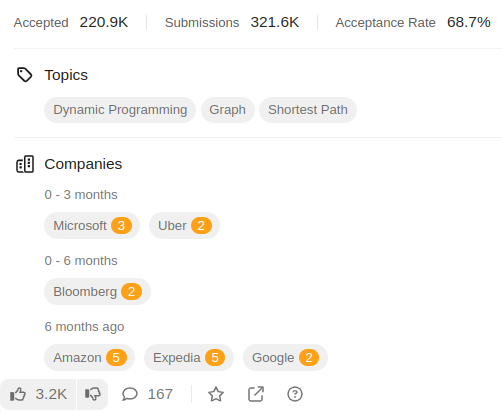 Accepted 220.9K Submissions 321.6K Acceptance Rate 68.7%
Topics
Dynamic Programming Graph Shortest Path
Companies
0 - 3 months
Microsoft 3 Uber 2
0 - 6 months
Bloomberg 2
6 months ago
Amazon 5 Expedia 5 Google 2
3.2K 167